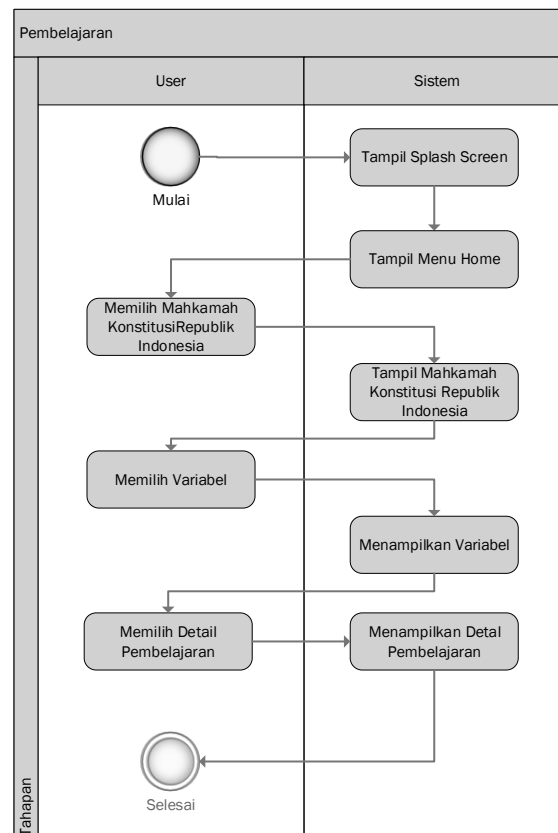 Pembelajaran
User
Sistem
Mulai
Tampil Splash Screen
Tampil Menu Home
Memilih Mahkamah
KonstitusiRepublik
Indonesia
Tampil Mahkamah
Konstitusi Republik
Indonesia
Memilih Variabel
Menampilkan Variabel
Memilih Detail
Pembelajaran
Menampilkan Detal
Pembelajaran
Selesai
Tahapan